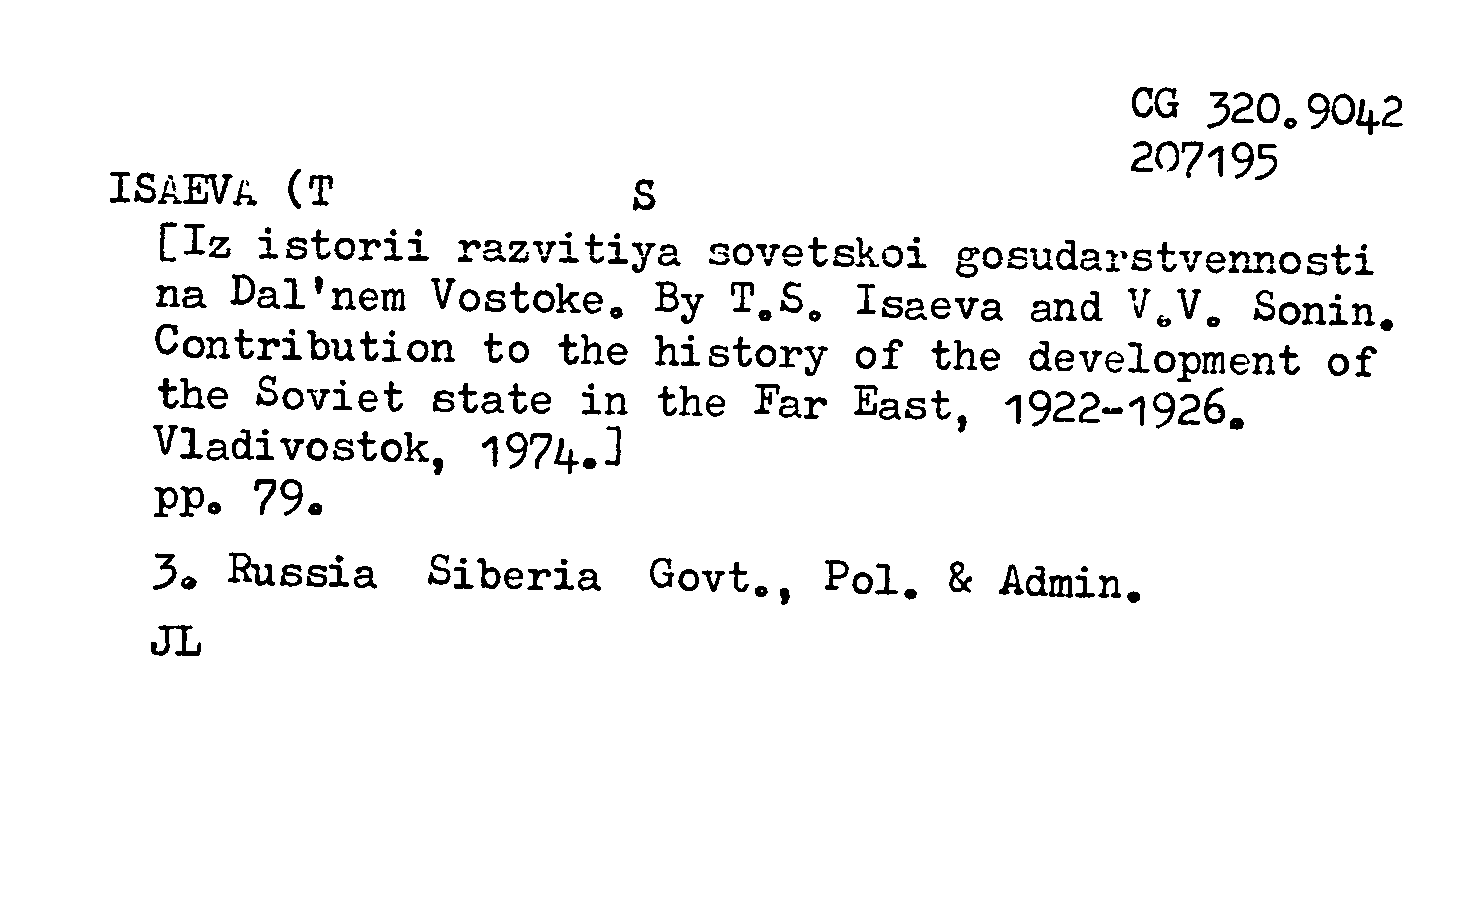 CG 320.9042
207195
ISAEVA (T S
[Iz istorii razvitiya sovetskoi gosudarstvennosti
na Dal'nem Vostoke. By T.S. Isaeva and V.V. Sonin.
Contribution to the history of the development of
the Soviet state in the Far East, 1922-1926.
Vladivostok, 1974.]
pp. 79.
3. Russia Siberia Govt., Pol. & Admin.
JL